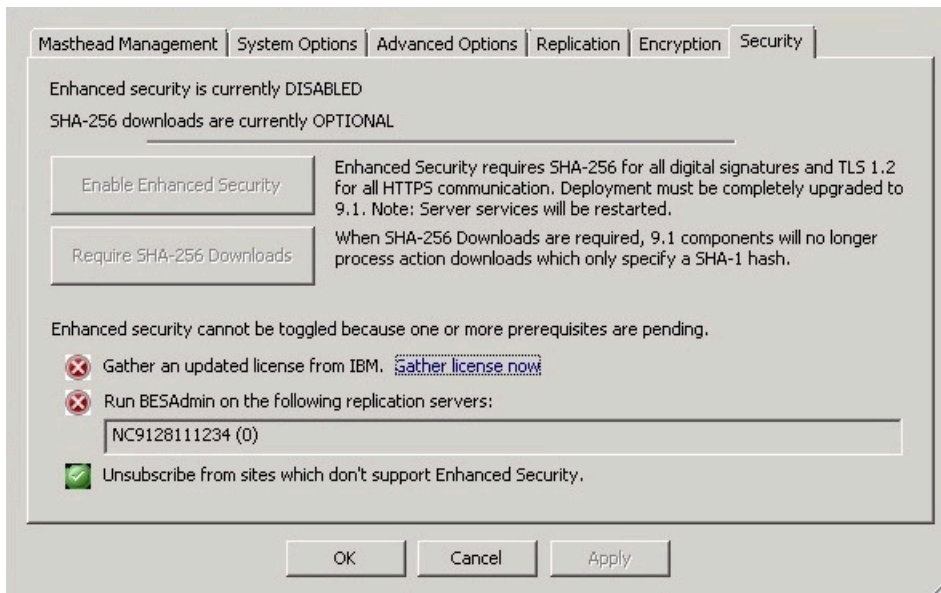 Masthead Management System Options Advanced Options Replication Encryption Security
Enhanced security is currently DISABLED
SHA-256 downloads are currently OPTIONAL
Enable Enhanced Security
Enhanced Security requires SHA-256 for all digital signatures and TLS 1.2
for all HTTPS communication. Deployment must be completely upgraded to
9.1. Note: Server services will be restarted.
Require SHA-256 Downloads
When SHA-256 Downloads are required, 9.1 components will no longer
process action downloads which only specify a SHA-1 hash.
Enhanced security cannot be toggled because one or more prerequisites are pending.
Gather an updated license from IBM. Gather license now
Run BESAdmin on the following replication servers:
NC9128111234 (0)
Unsubscribe from sites which don't support Enhanced Security.
OK Cancel Apply